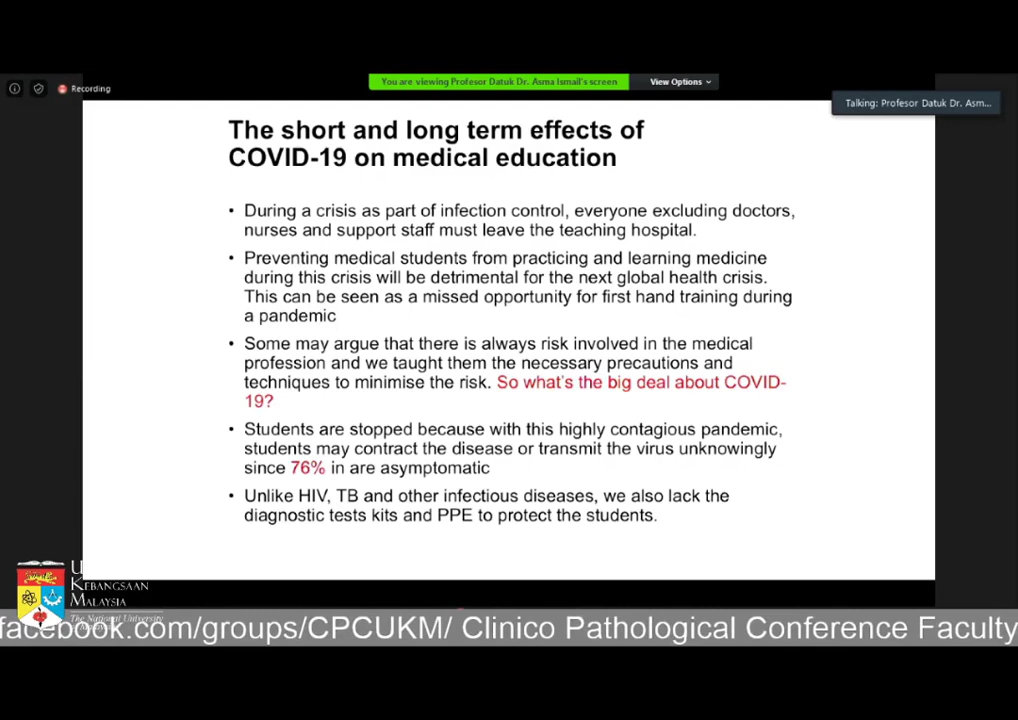 You are viewing Profesor Datuk Dr. Asma Ismail's screen
View Options
Recording
Talking: Profesor Datuk Dr. Asm...
The short and long term effects of
COVID-19 on medical education
• During a crisis as part of infection control, everyone excluding doctors,
nurses and support staff must leave the teaching hospital.
• Preventing medical students from practicing and learning medicine
during this crisis will be detrimental for the next global health crisis.
This can be seen as a missed opportunity for first hand training during
a pandemic
• Some may argue that there is always risk involved in the medical
profession and we taught them the necessary precautions and
techniques to minimise the risk. So what's the big deal about COVID-
19?
• Students are stopped because with this highly contagious pandemic,
students may contract the disease or transmit the virus unknowingly
since 76% in are asymptomatic
• Unlike HIV, TB and other infectious diseases, we also lack the
diagnostic tests kits and PPE to protect the students.
U
KEBANGSAAN
MALAYSIA
The National University
facebook.com/groups/CPCUKM/ Clinico Pathological Conference Faculty